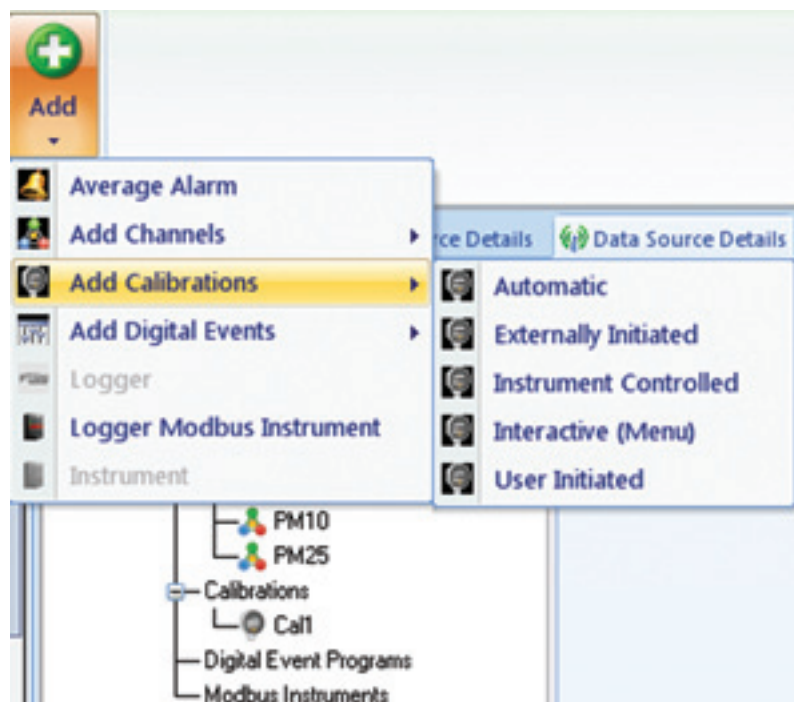 Add
Average Alarm
Add Channels
rce Details
Data Source Details
Add Calibrations
Automatic
Add Digital Events
Externally Initiated
Logger
Instrument Controlled
Logger Modbus Instrument
Interactive (Menu)
Instrument
User Initiated
PM10
PM25
Calibrations
Cal1
Digital Event Programs
Modbus Instruments